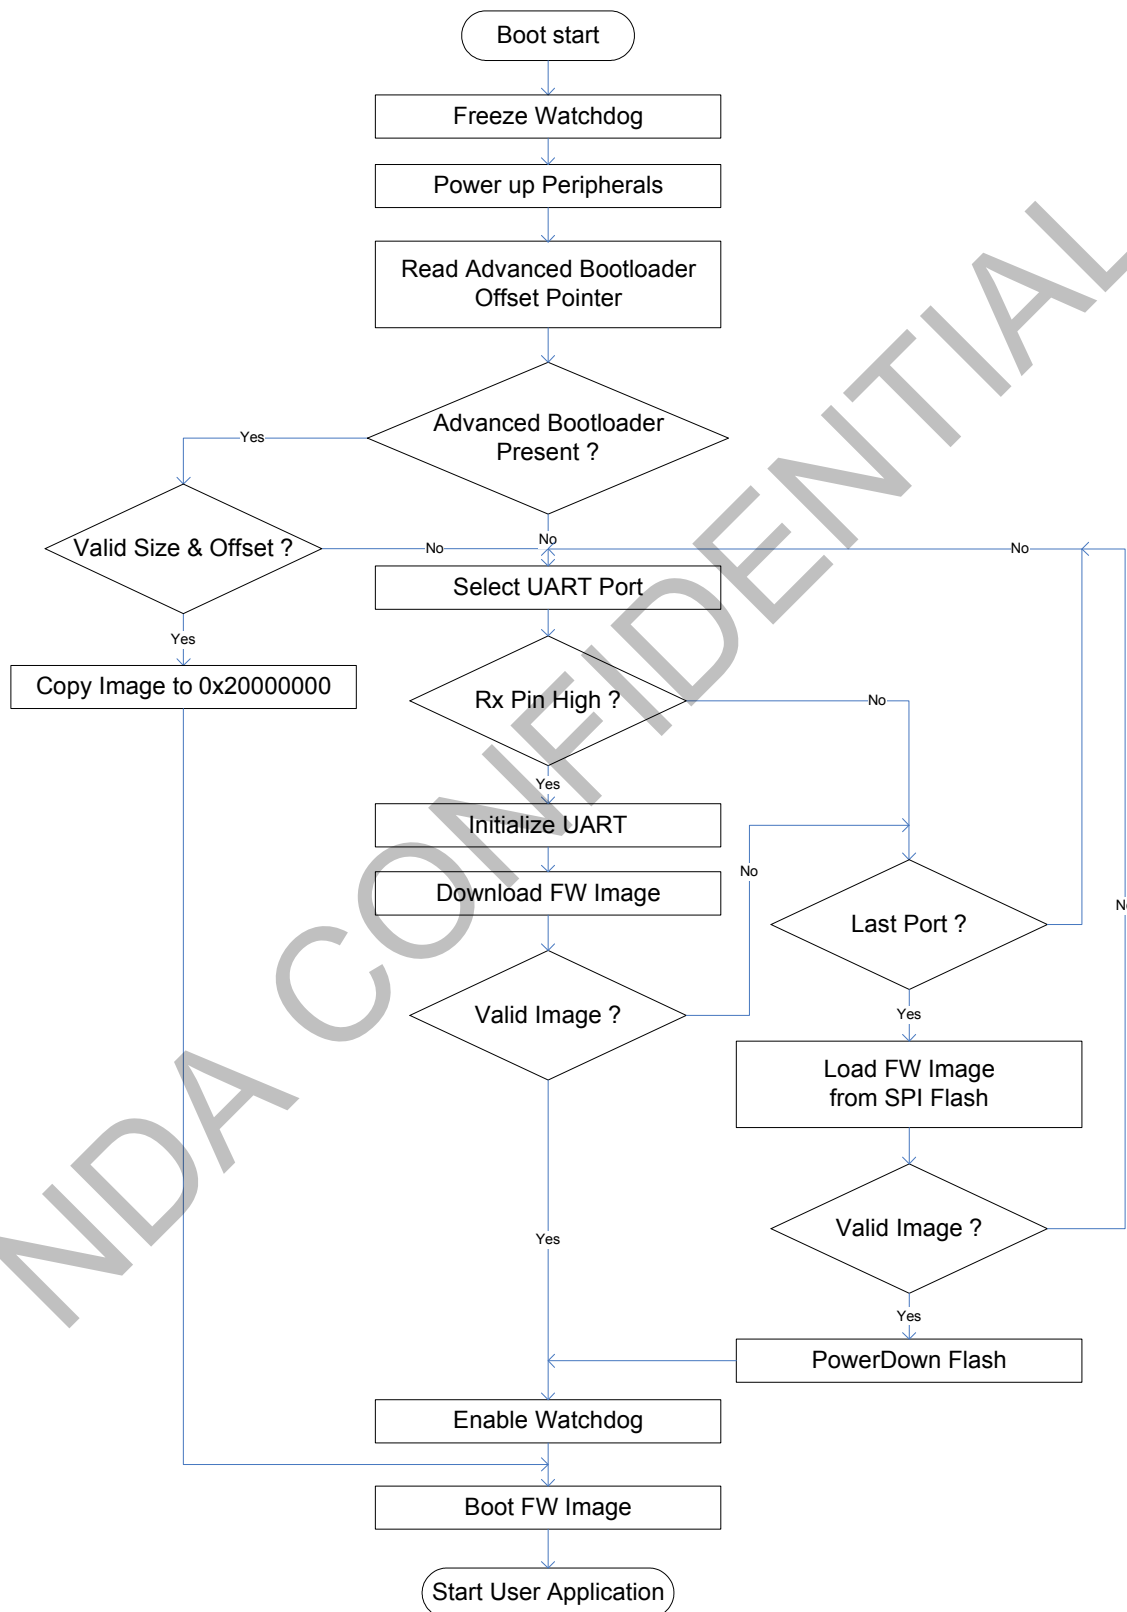 Boot start
Freeze Watchdog
Power up Peripherals
Read Advanced Bootloader
Offset Pointer
Advanced Bootloader
Present ?
Yes
No
Valid Size & Offset ?
No
No
Select UART Port
Yes
Copy Image to 0x20000000
Rx Pin High ?
No
Yes
Initialize UART
No
Download FW Image
Last Port ?
No
Valid Image ?
Yes
Load FW Image
from SPI Flash
Yes
Valid Image ?
Yes
PowerDown Flash
Enable Watchdog
Boot FW Image
Start User Application
NDA CONFIDENTIAL